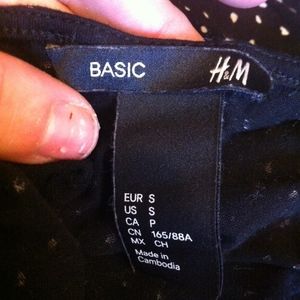 BASIC H&M
EUR S
US S
CA P
CN 165/88A
MX CH
Made in
Cambodia